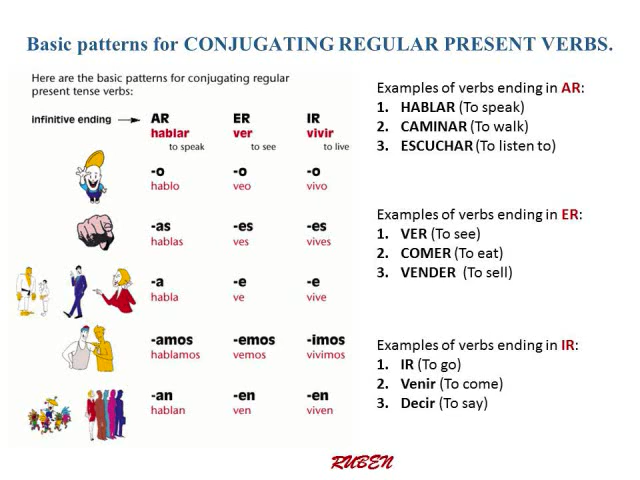 Basic patterns for CONJUGATING REGULAR PRESENT VERBS.
Here are the basic patterns for conjugating regular
present tense verbs:
infinitive ending AR ER IR
hablar ver vivir
to speak to see to live
-o -o -o
hablo veo vivo
-as -es -es
hablas ves vives
-a -e -e
habla ve vive
-amos -emos -imos
hablamos vemos vivimos
-an -en -en
hablan ven viven
Examples of verbs ending in AR:
1. HABLAR (To speak)
2. CAMINAR (To walk)
3. ESCUCHAR (To listen to)
Examples of verbs ending in ER:
1. VER (To see)
2. COMER (To eat)
3. VENDER (To sell)
Examples of verbs ending in IR:
1. IR (To go)
2. Venir (To come)
3. Decir (To say)
RUBEN